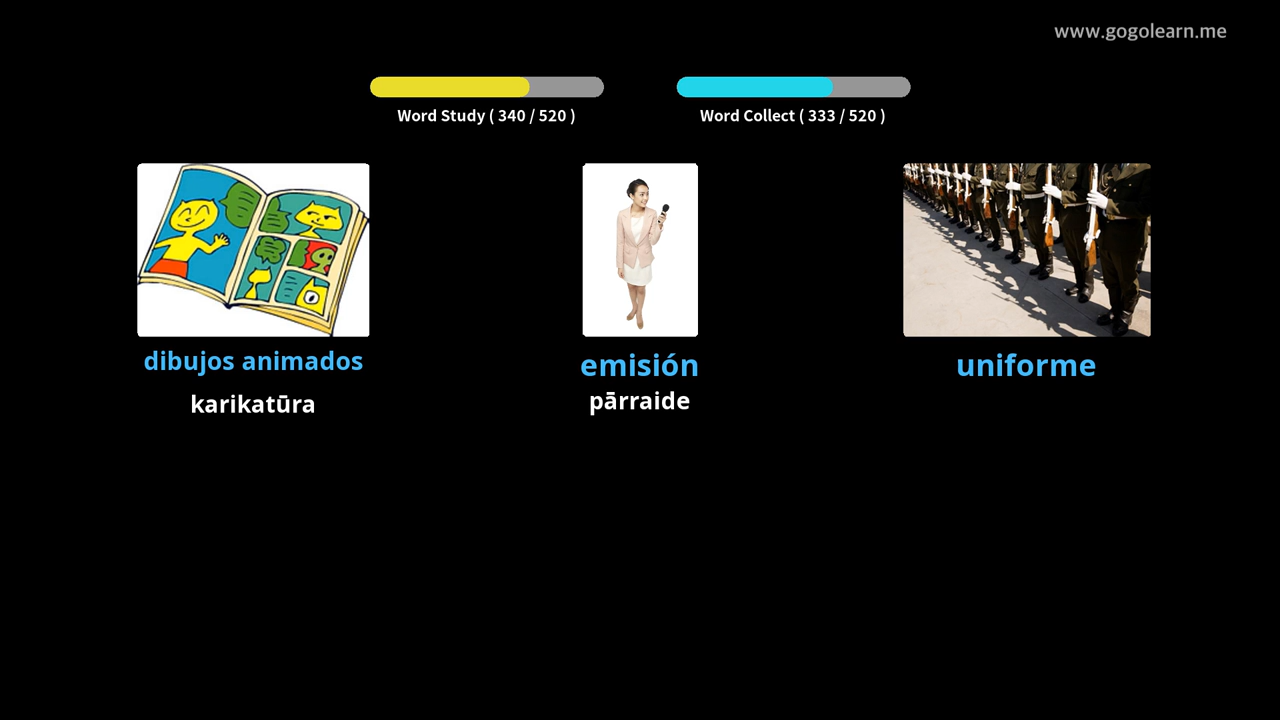 www.gogolearn.me
Word Study ( 340 / 520 )
Word Collect ( 333 / 520 )
dibujos animados
emisión
uniforme
karikatūra
pārraide